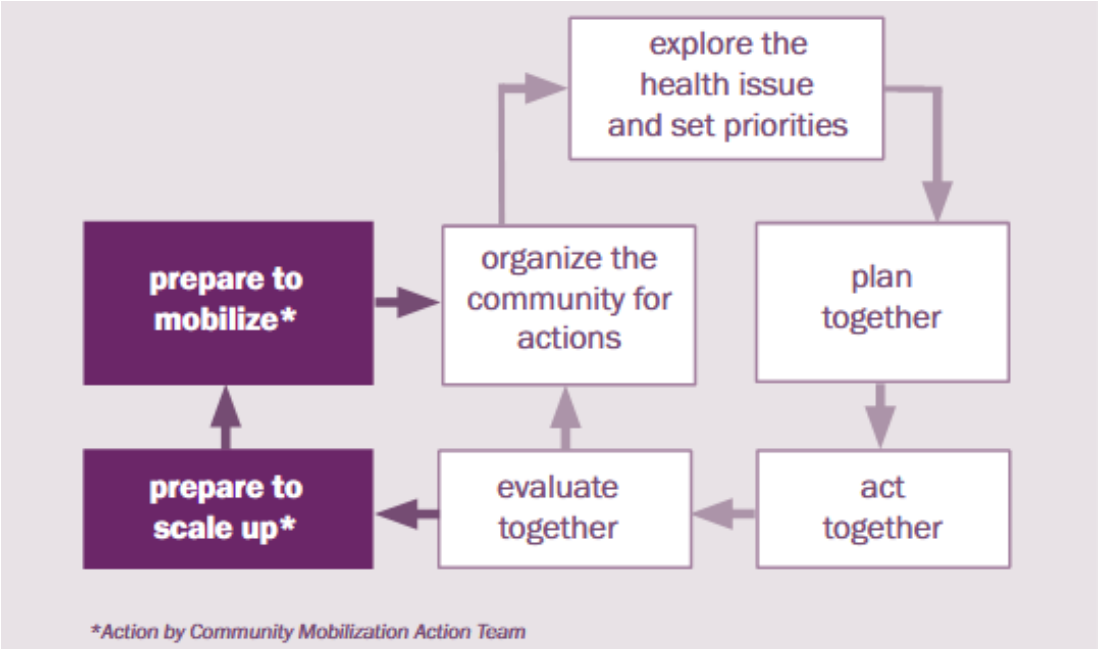 explore the
health issue
and set priorities
prepare to
mobilize*
organize the
community for
actions
plan
together
prepare to
scale up*
evaluate
together
act
together
*Action by Community Mobilization Action Team